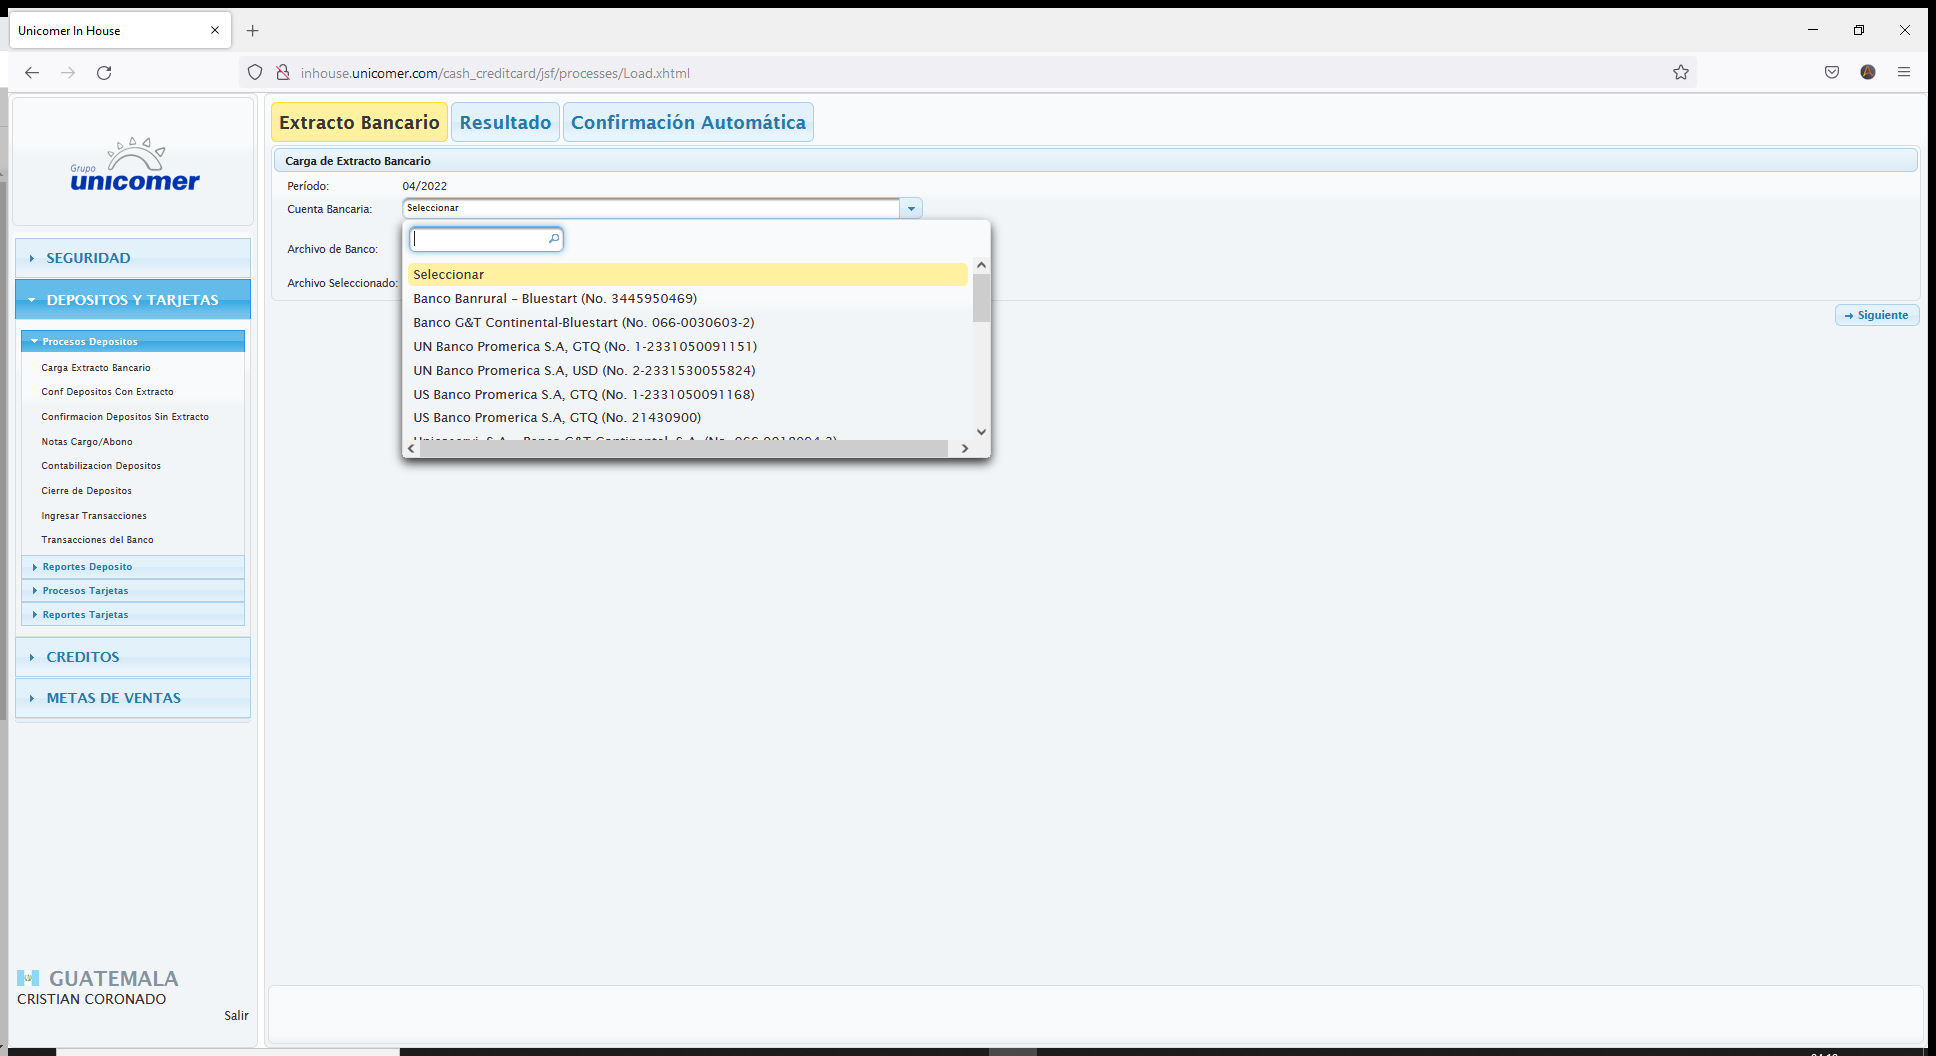 Unicomer In House
inhouse.unicomer.com/cash_creditcard/jsf/processes/Load.xhtml
Grupo
unicomer
SEGURIDAD
DEPOSITOS Y TARJETAS
Procesos Depositos
Carga Extracto Bancario
Conf Depositos Con Extracto
Confirmacion Depositos Sin Extracto
Notas Cargo/Abono
Contabilizacion Depositos
Cierre de Depositos
Ingresar Transacciones
Transacciones del Banco
Reportes Deposito
Procesos Tarjetas
Reportes Tarjetas
CREDITOS
METAS DE VENTAS
GUATEMALA
CRISTIAN CORONADO
Salir
Extracto Bancario Resultado Confirmación Automática
Carga de Extracto Bancario
Período: 04/2022
Cuenta Bancaria: Seleccionar
Archivo de Banco:
Archivo Seleccionado:
Seleccionar
Banco Banrural - Bluestart (No. 3445950469)
Banco G&T Continental-Bluestart (No. 066-0030603-2)
UN Banco Promerica S.A, GTQ (No. 1-2331050091151)
UN Banco Promerica S.A, USD (No. 2-2331530055824)
US Banco Promerica S.A, GTQ (No. 1-2331050091168)
US Banco Promerica S.A, GTQ (No. 21430900)
Siguiente